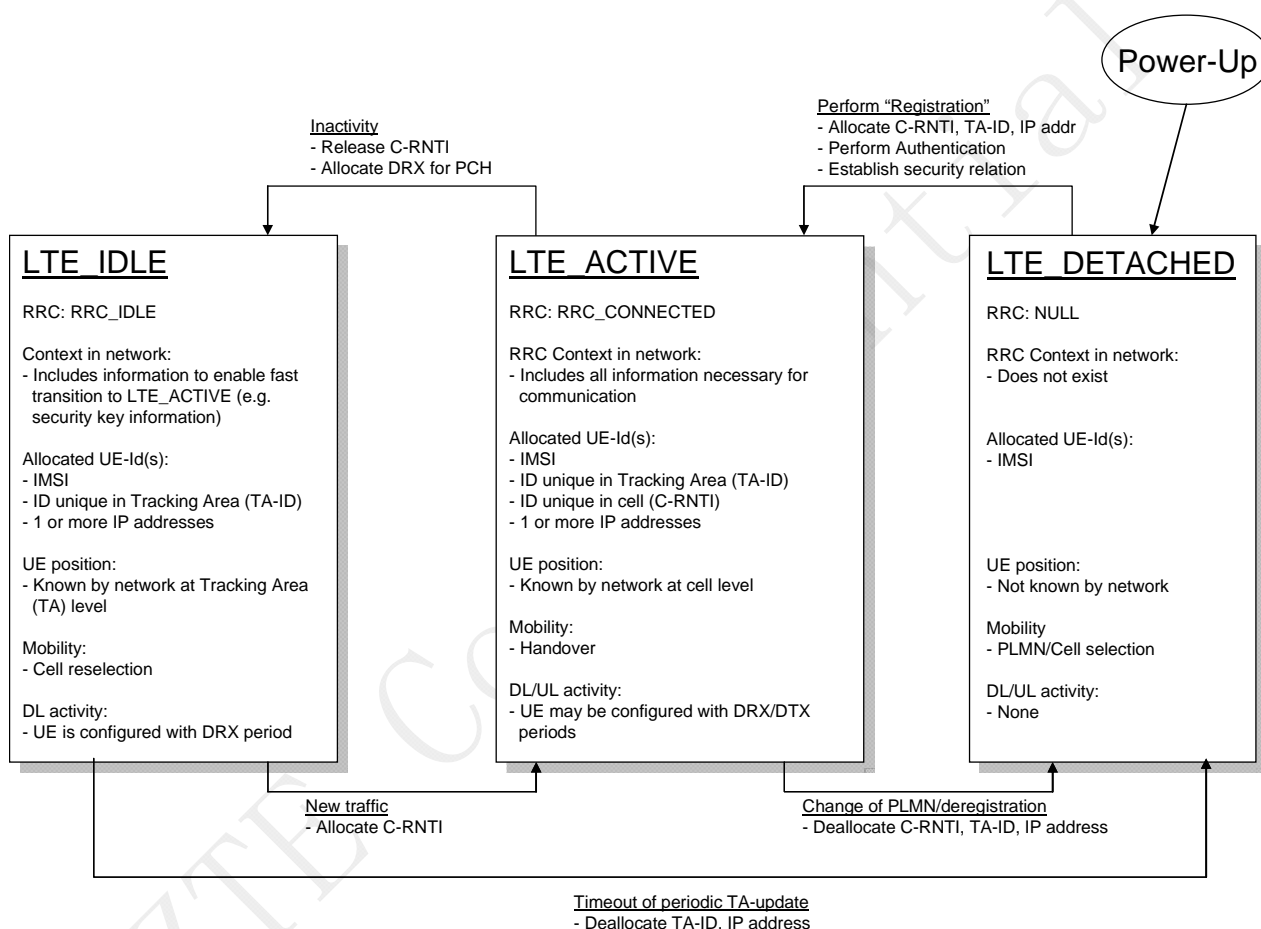 Power-Up
Perform “Registration”
- Allocate C-RNTI, TA-ID, IP addr
- Perform Authentication
- Establish security relation
Inactivity
- Release C-RNTI
- Allocate DRX for PCH
LTE_IDLE
RRC: RRC_IDLE
Context in network:
- Includes information to enable fast
transition to LTE_ACTIVE (e.g.
security key information)
Allocated UE-Id(s):
- IMSI
- ID unique in Tracking Area (TA-ID)
- 1 or more IP addresses
UE position:
- Known by network at Tracking Area
(TA) level
Mobility:
- Cell reselection
DL activity:
- UE is configured with DRX period
LTE_ACTIVE
RRC: RRC_CONNECTED
RRC Context in network:
- Includes all information necessary for
communication
Allocated UE-Id(s):
- IMSI
- ID unique in Tracking Area (TA-ID)
- ID unique in cell (C-RNTI)
- 1 or more IP addresses
UE position:
- Known by network at cell level
Mobility:
- Handover
DL/UL activity:
- UE may be configured with DRX/DTX
periods
LTE_DETACHED
RRC: NULL
RRC Context in network:
- Does not exist
Allocated UE-Id(s):
- IMSI
UE position:
- Not known by network
Mobility
- PLMN/Cell selection
DL/UL activity:
- None
New traffic
- Allocate C-RNTI
Change of PLMN/deregistration
- Deallocate C-RNTI, TA-ID, IP address
Timeout of periodic TA-update
- Deallocate TA-ID, IP address